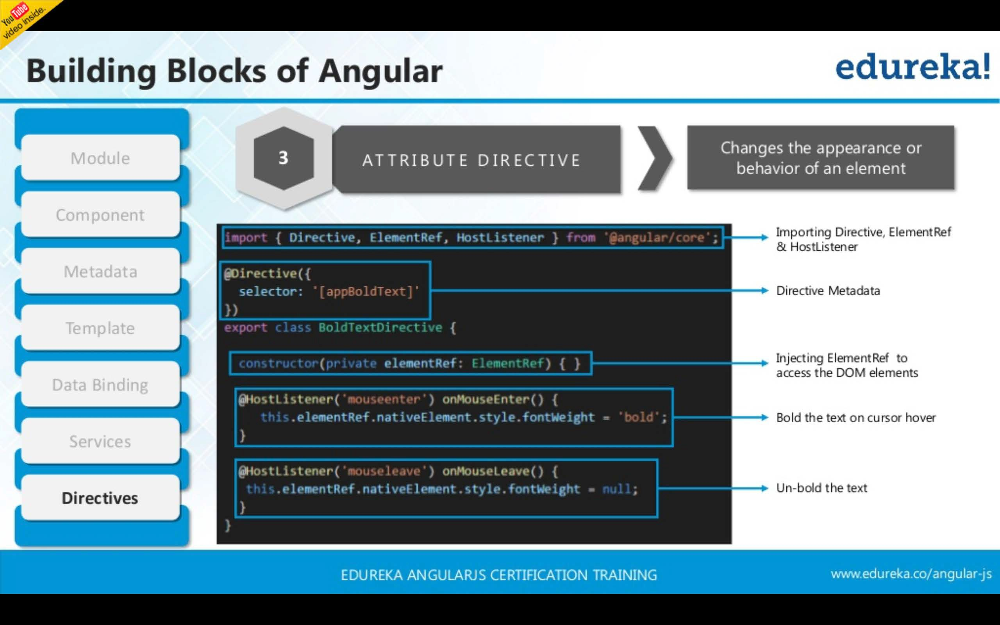 YouTube
video inside.
Building Blocks of Angular
edureka!
Module
Component
Metadata
Template
Data Binding
Services
Directives
3
ATTRIBUTE DIRECTIVE
Changes the appearance or
behavior of an element
import { Directive, ElementRef, HostListener } from '@angular/core';
@Directive({
selector: '[appBoldText]'
})
export class BoldTextDirective {
constructor(private elementRef: ElementRef) { }
@HostListener('mouseenter') onMouseEnter() {
this.elementRef.nativeElement.style.fontWeight = 'bold';
}
@HostListener('mouseleave') onMouseLeave() {
this.elementRef.nativeElement.style.fontWeight = null;
}
}
Importing Directive, ElementRef
& HostListener
Directive Metadata
Injecting ElementRef to
access the DOM elements
Bold the text on cursor hover
Un-bold the text
EDUREKA ANGULARJS CERTIFICATION TRAINING
www.edureka.co/angular-js